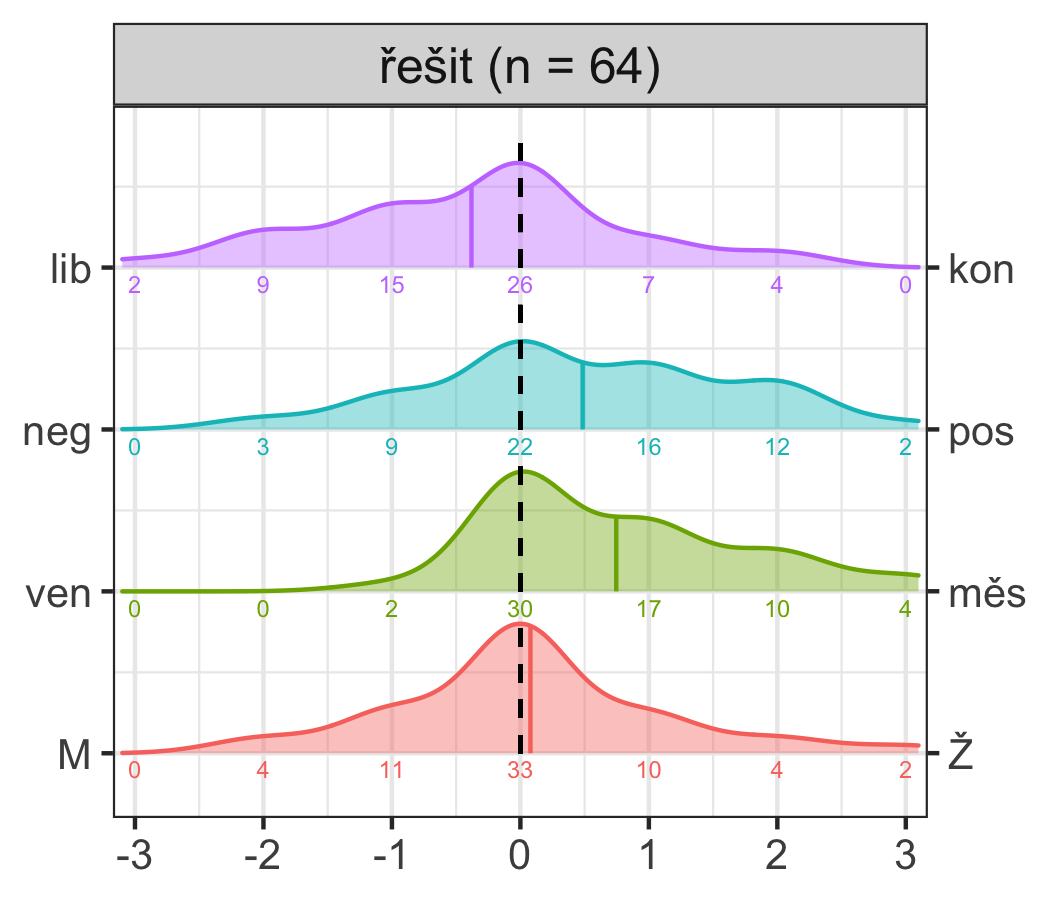 řešit (n = 64)
lib kon
2 9 15 26 7 4 0
neg pos
0 3 9 22 16 12 2
ven měs
0 0 2 30 17 10 4
M Ž
0 4 11 33 10 4 2
-3 -2 -1 0 1 2 3